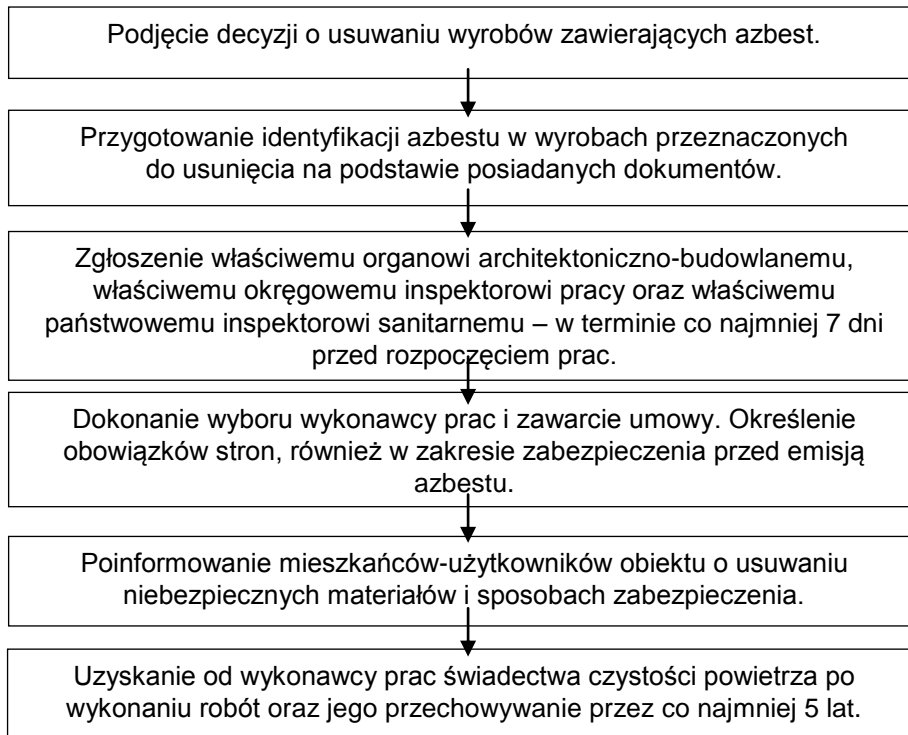 Podjęcie decyzji o usuwaniu wyrobów zawierających azbest.
Przygotowanie identyfikacji azbestu w wyrobach przeznaczonych
do usunięcia na podstawie posiadanych dokumentów.
Zgłoszenie właściwemu organowi architektoniczno-budowlanemu,
właściwemu okręgowemu inspektorowi pracy oraz właściwemu
państwowemu inspektorowi sanitarnemu – w terminie co najmniej 7 dni
przed rozpoczęciem prac.
Dokonanie wyboru wykonawcy prac i zawarcie umowy. Określenie
obowiązków stron, również w zakresie zabezpieczenia przed emisją
azbestu.
Poinformowanie mieszkańców-użytkowników obiektu o usuwaniu
niebezpiecznych materiałów i sposobach zabezpieczenia.
Uzyskanie od wykonawcy prac świadectwa czystości powietrza po
wykonaniu robót oraz jego przechowywanie przez co najmniej 5 lat.